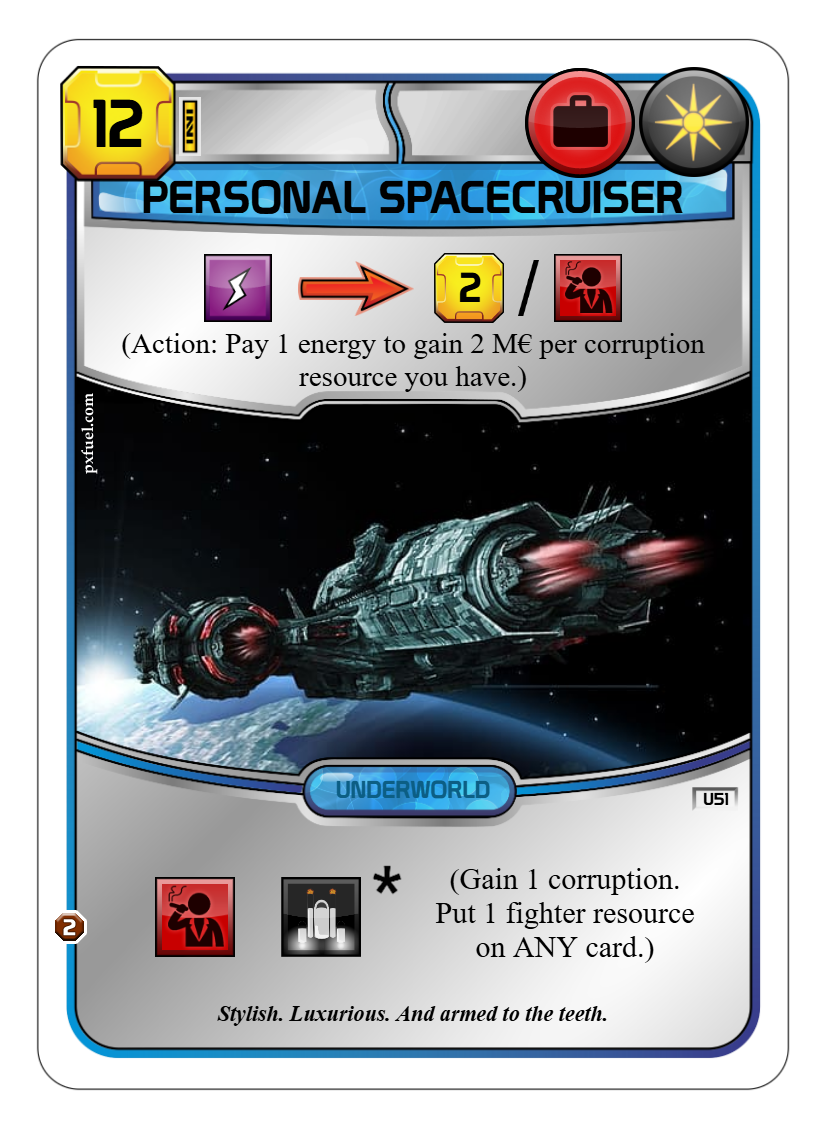 12
PERSONAL SPACECRUISER
2 /
(Action: Pay 1 energy to gain 2 M€ per corruption
resource you have.)
pxfuel.com
UNDERWORLD
U51
*
(Gain 1 corruption.
Put 1 fighter resource
on ANY card.)
2
Stylish. Luxurious. And armed to the teeth.